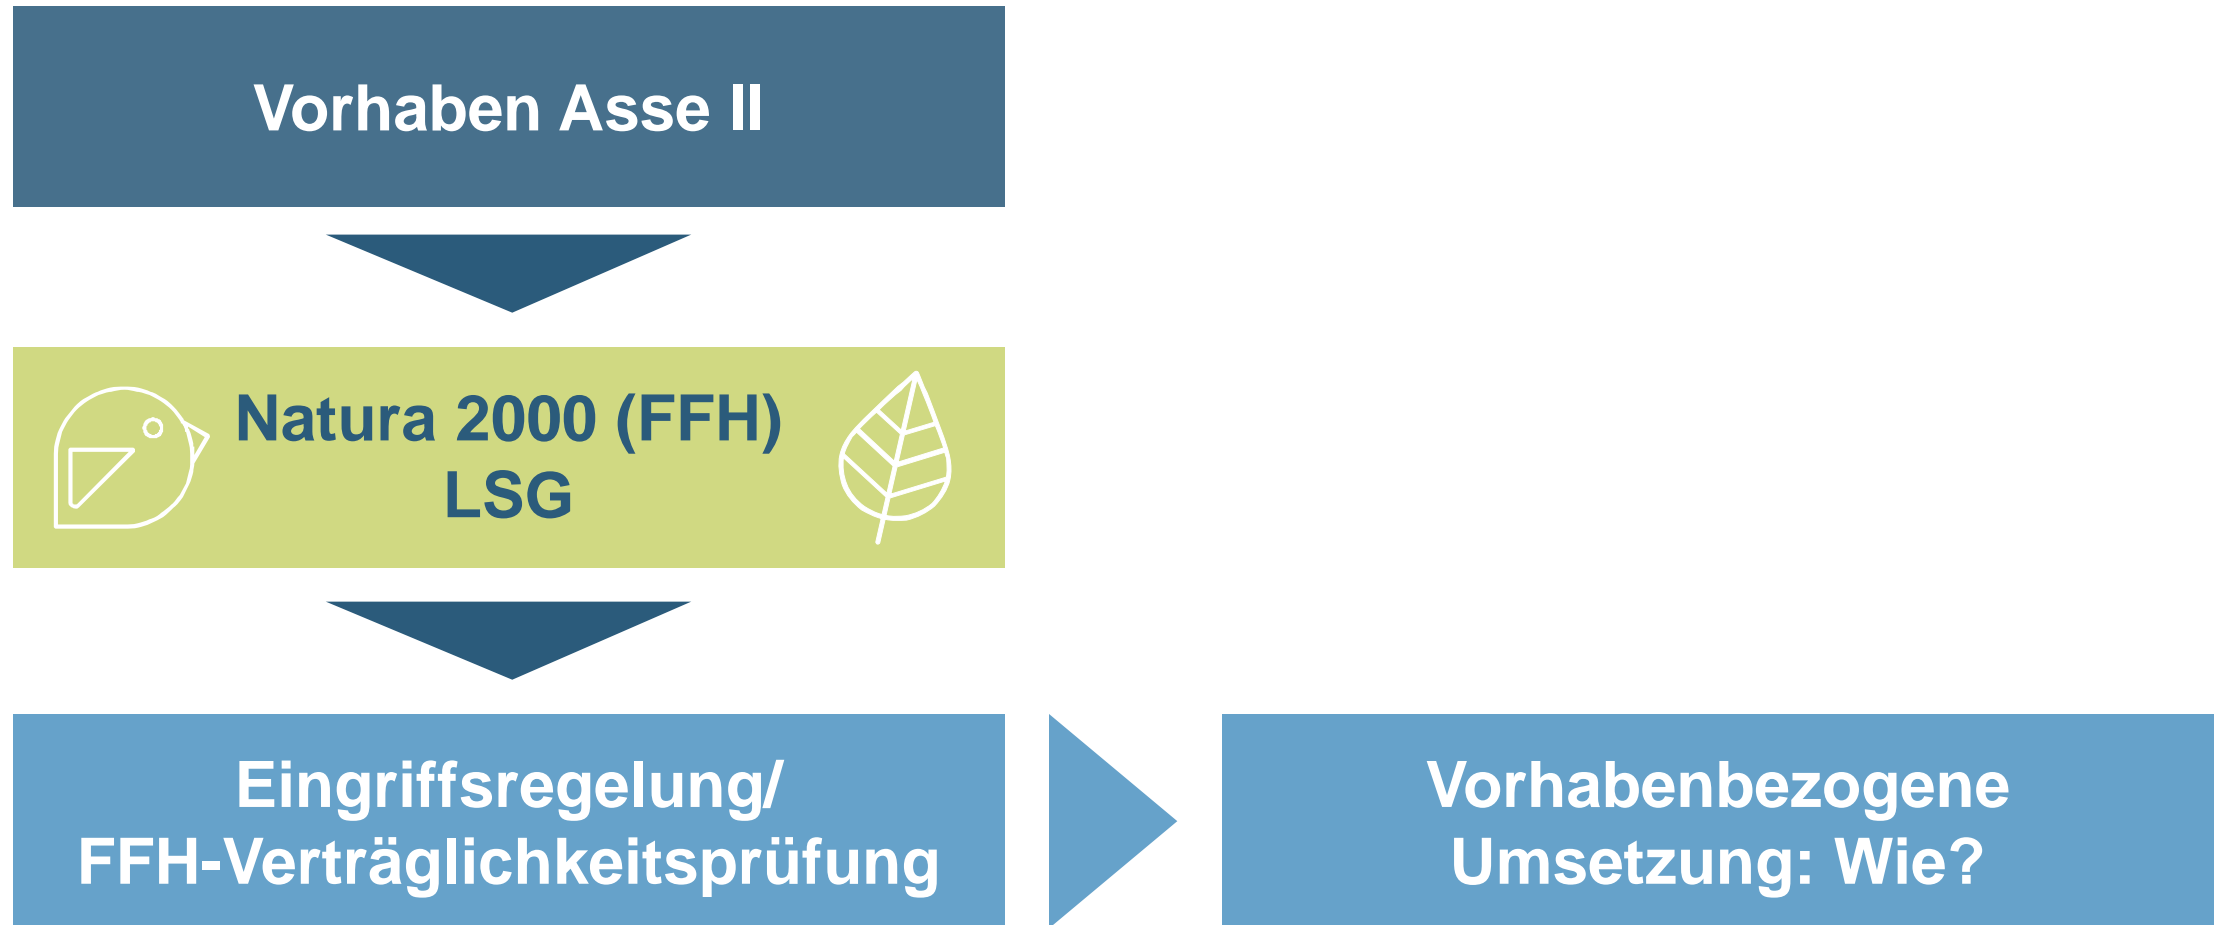 Vorhaben Asse II
Natura 2000 (FFH)
LSG
Eingriffsregelung/
FFH-Verträglichkeitsprüfung
Vorhabenbezogene
Umsetzung: Wie?